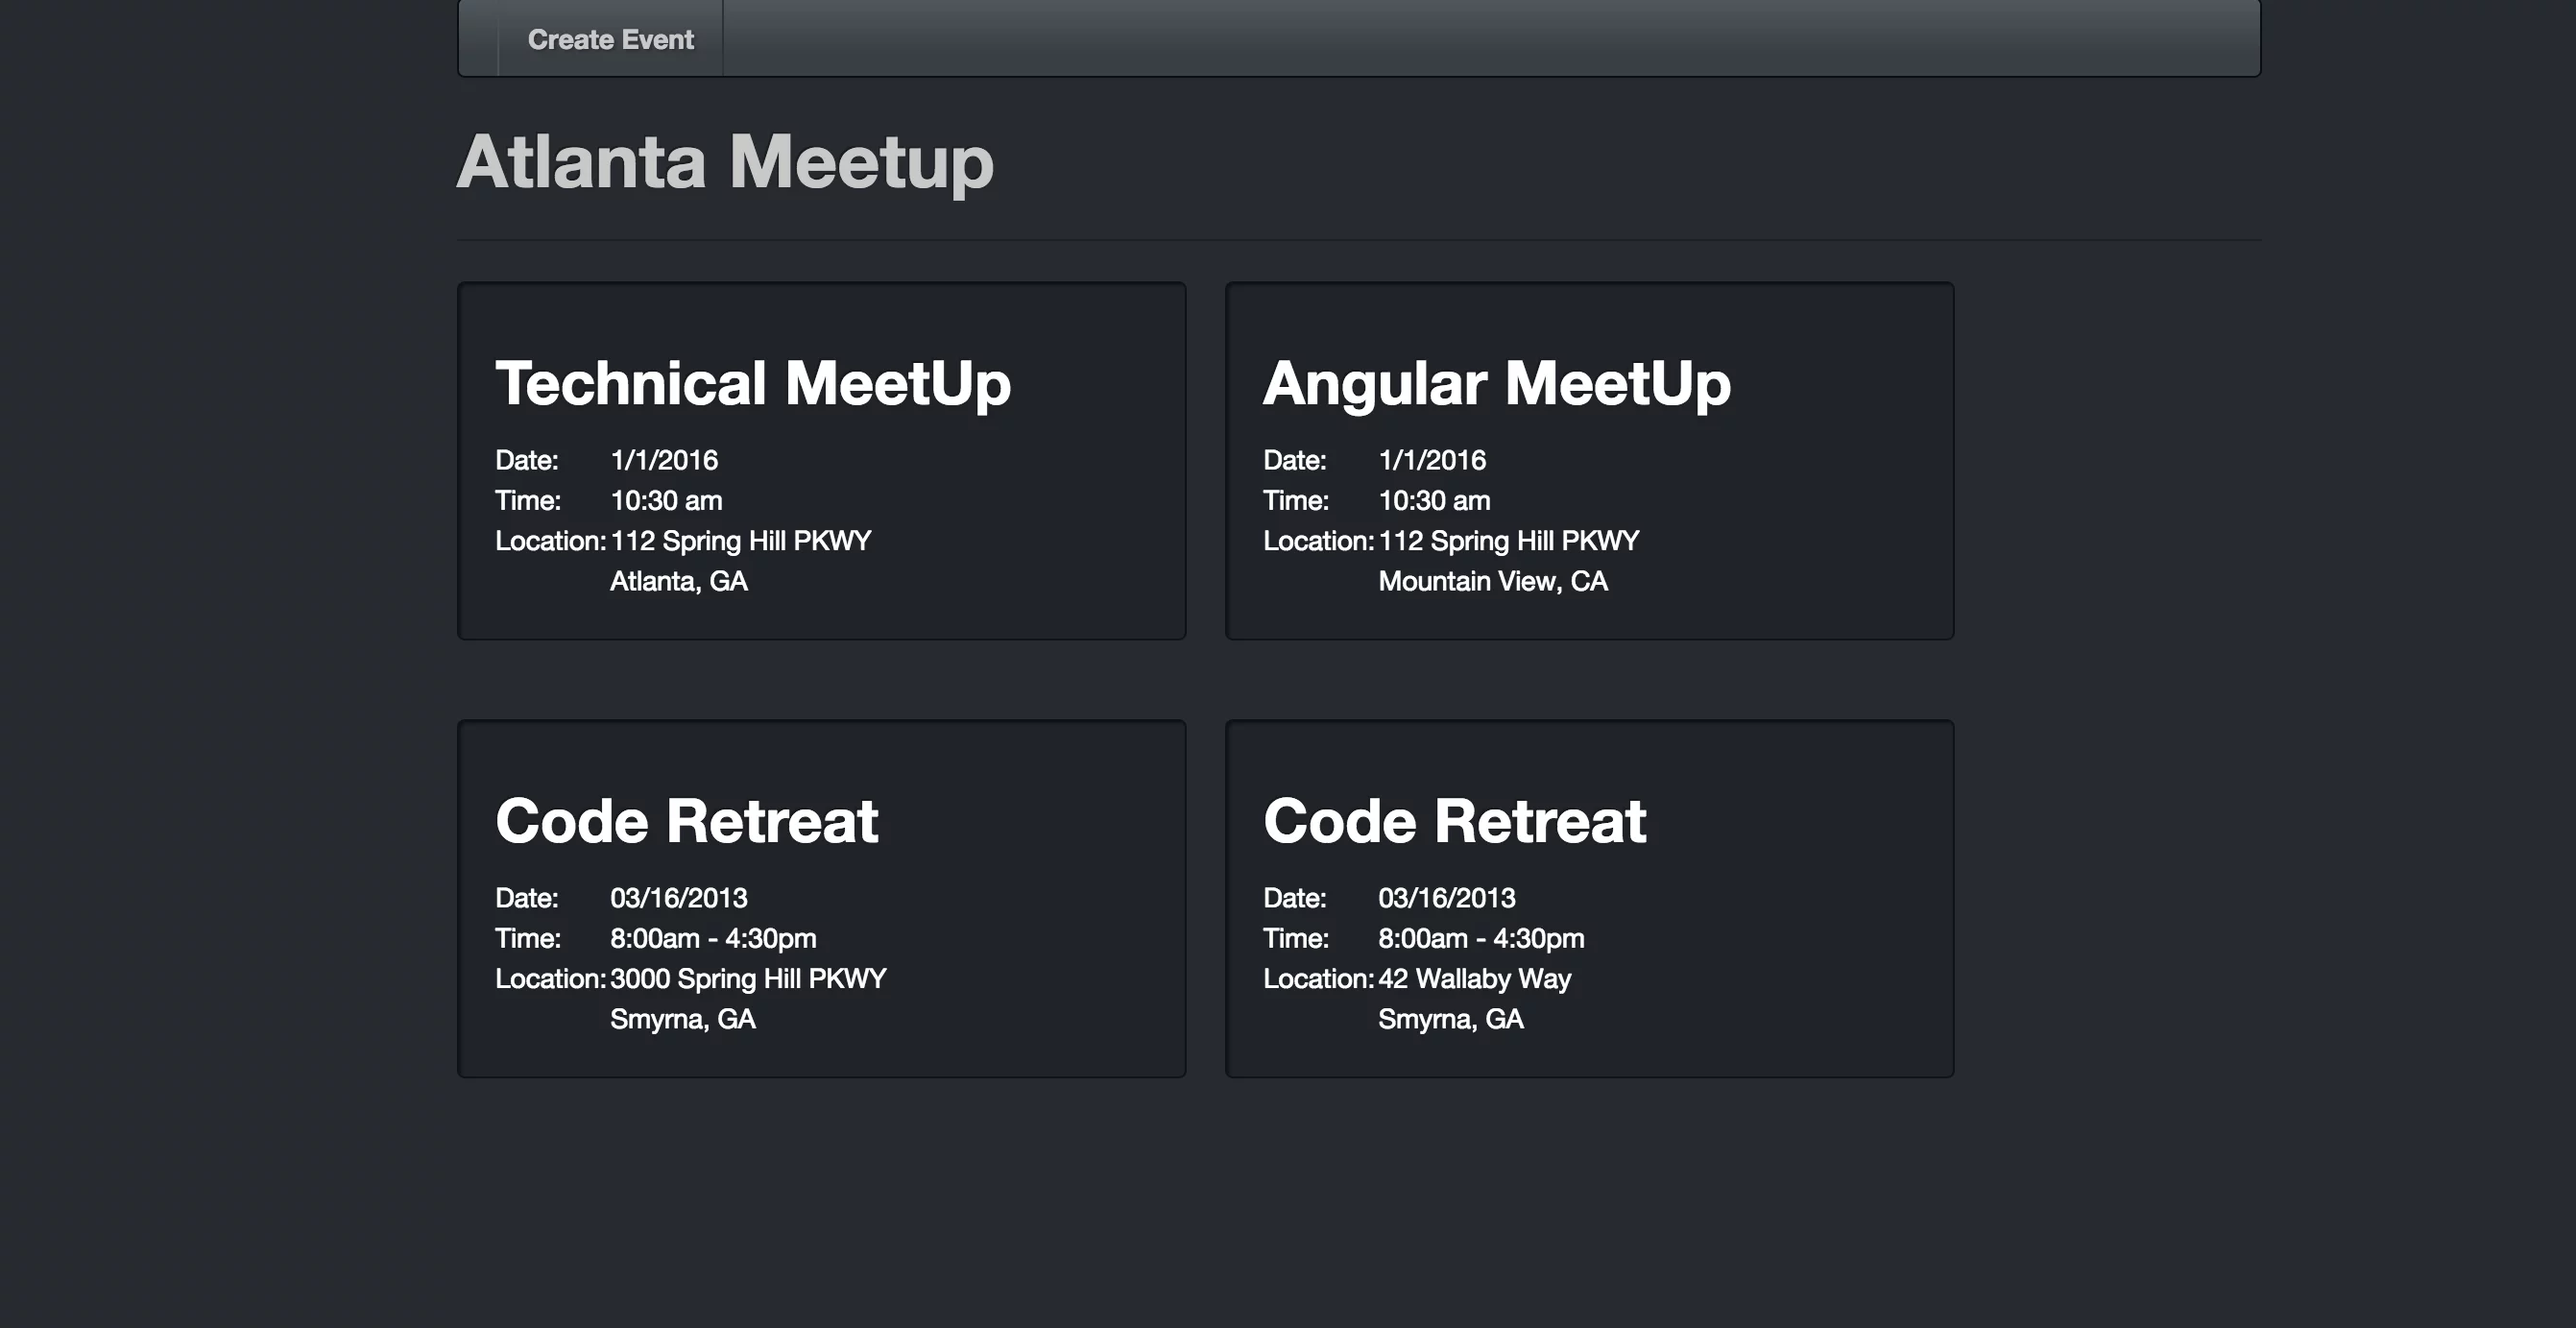 Create Event
Atlanta Meetup
Technical MeetUp
Date: 1/1/2016
Time: 10:30 am
Location: 112 Spring Hill PKWY
Atlanta, GA
Angular MeetUp
Date: 1/1/2016
Time: 10:30 am
Location: 112 Spring Hill PKWY
Mountain View, CA
Code Retreat
Date: 03/16/2013
Time: 8:00am - 4:30pm
Location: 3000 Spring Hill PKWY
Smyrna, GA
Code Retreat
Date: 03/16/2013
Time: 8:00am - 4:30pm
Location: 42 Wallaby Way
Smyrna, GA